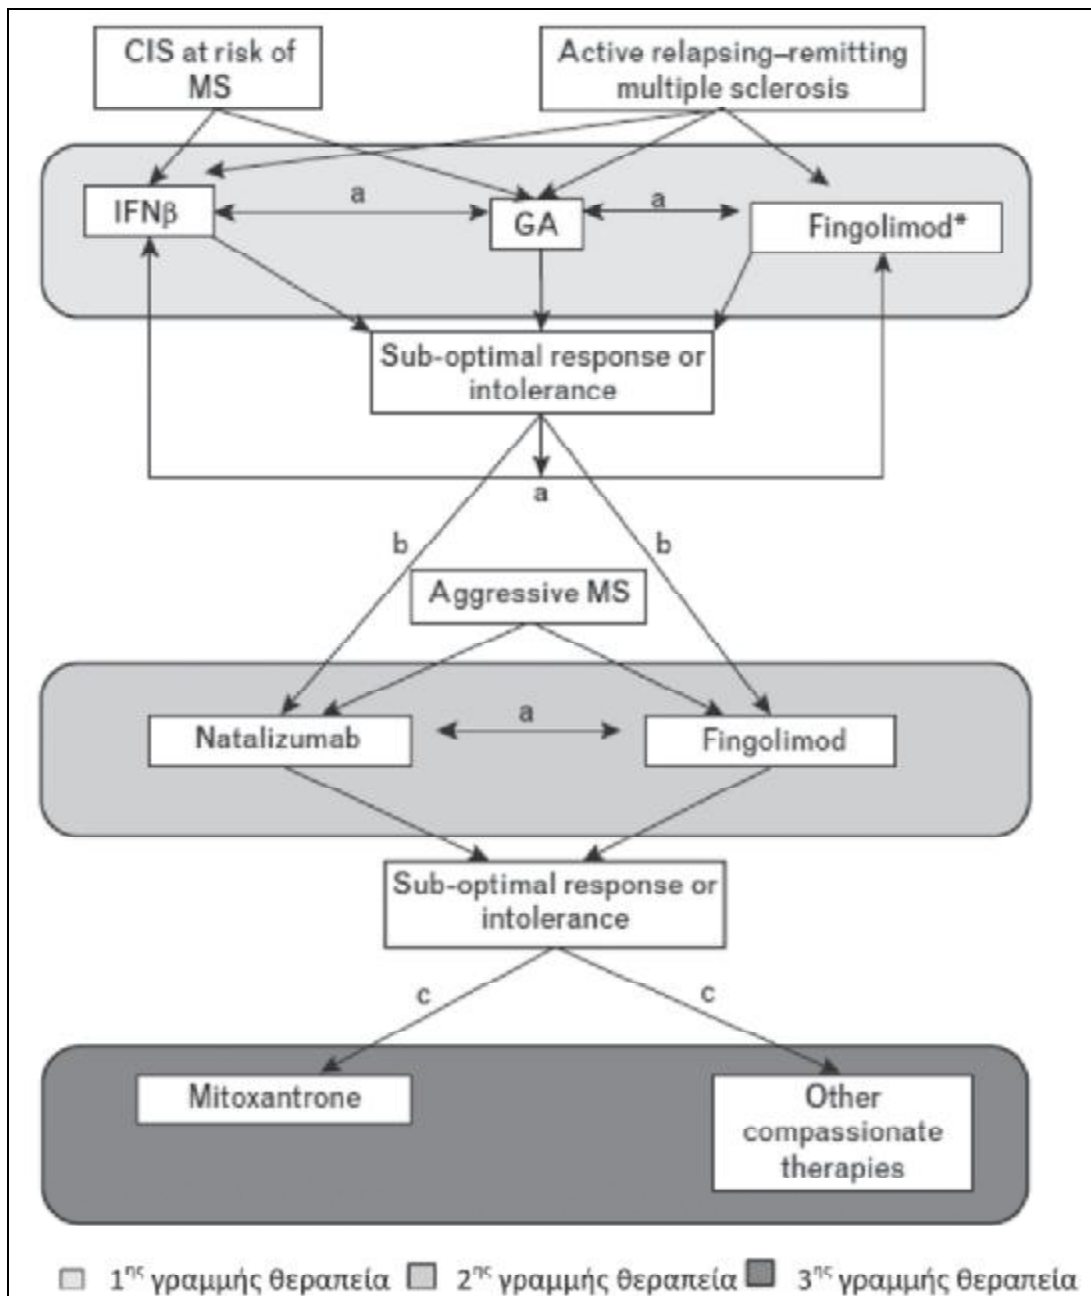 CIS at risk of
MS
Active relapsing–remitting
multiple sclerosis
IFNβ
a
GA
a
Fingolimod*
Sub-optimal response or
intolerance
a
b
b
Aggressive MS
Natalizumab
a
Fingolimod
Sub-optimal response or
intolerance
c
c
Mitoxantrone
Other
compassionate
therapies
1ης γραμμής θεραπεία 2ης γραμμής θεραπεία 3ης γραμμής θεραπεία